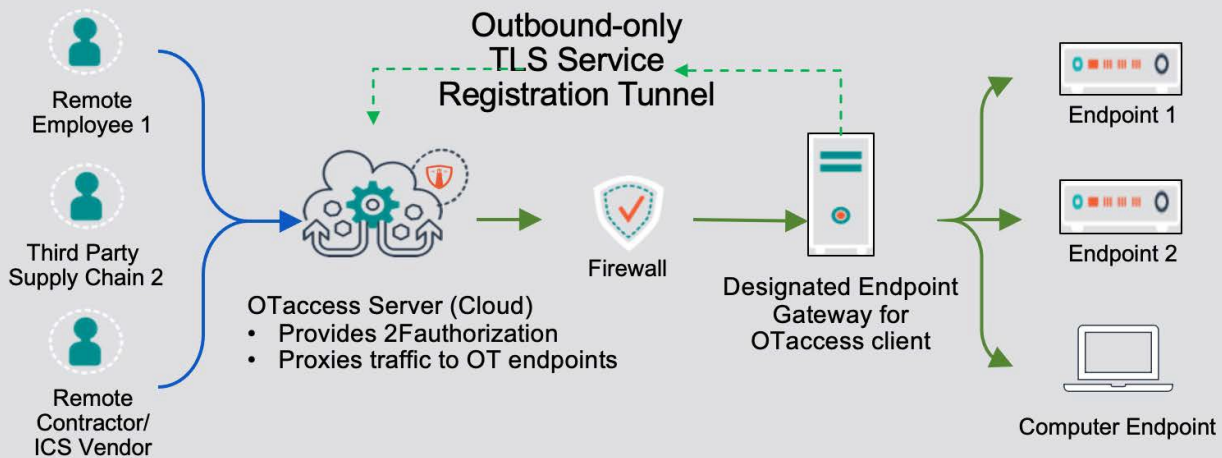 Outbound-only
TLS Service
Registration Tunnel
Remote
Employee 1
Third Party
Supply Chain 2
Remote
Contractor/
ICS Vendor
OTaccess Server (Cloud)
• Provides 2Fauthorization
• Proxies traffic to OT endpoints
Firewall
Designated Endpoint
Gateway for
OTaccess client
Endpoint 1
Endpoint 2
Computer Endpoint